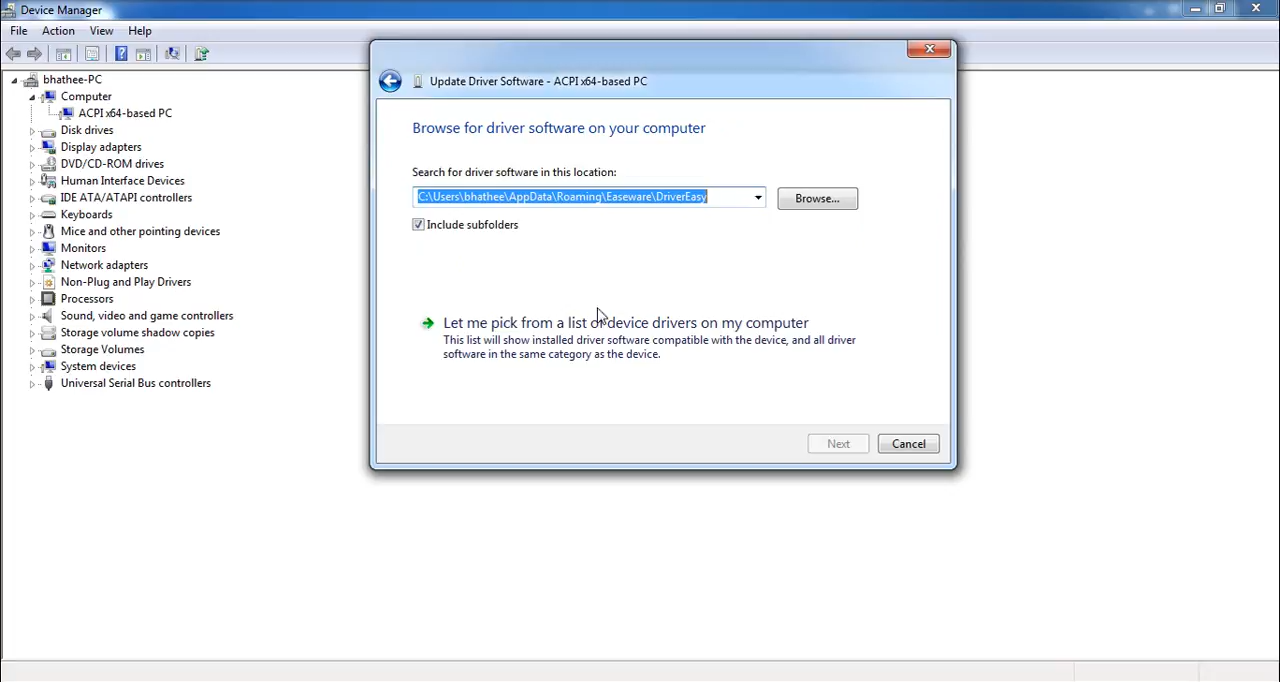 Device Manager
File Action View Help
bhathee-PC
Computer
ACPI x64-based PC
Disk drives
Display adapters
DVD/CD-ROM drives
Human Interface Devices
IDE ATA/ATAPI controllers
Keyboards
Mice and other pointing devices
Monitors
Network adapters
Non-Plug and Play Drivers
Processors
Sound, video and game controllers
Storage volume shadow copies
Storage Volumes
System devices
Universal Serial Bus controllers
Update Driver Software - ACPI x64-based PC
Browse for driver software on your computer
Search for driver software in this location:
C:\Users\bhathee\AppData\Roaming\Easeware\DriverEasy
Browse...
Include subfolders
Let me pick from a list of device drivers on my computer
This list will show installed driver software compatible with the device, and all driver
software in the same category as the device.
Next Cancel